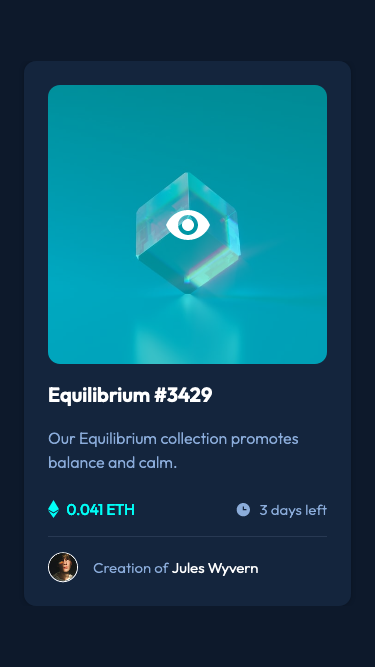 Equilibrium #3429
Our Equilibrium collection promotes
balance and calm.
0.041 ETH
3 days left
Creation of Jules Wyvern